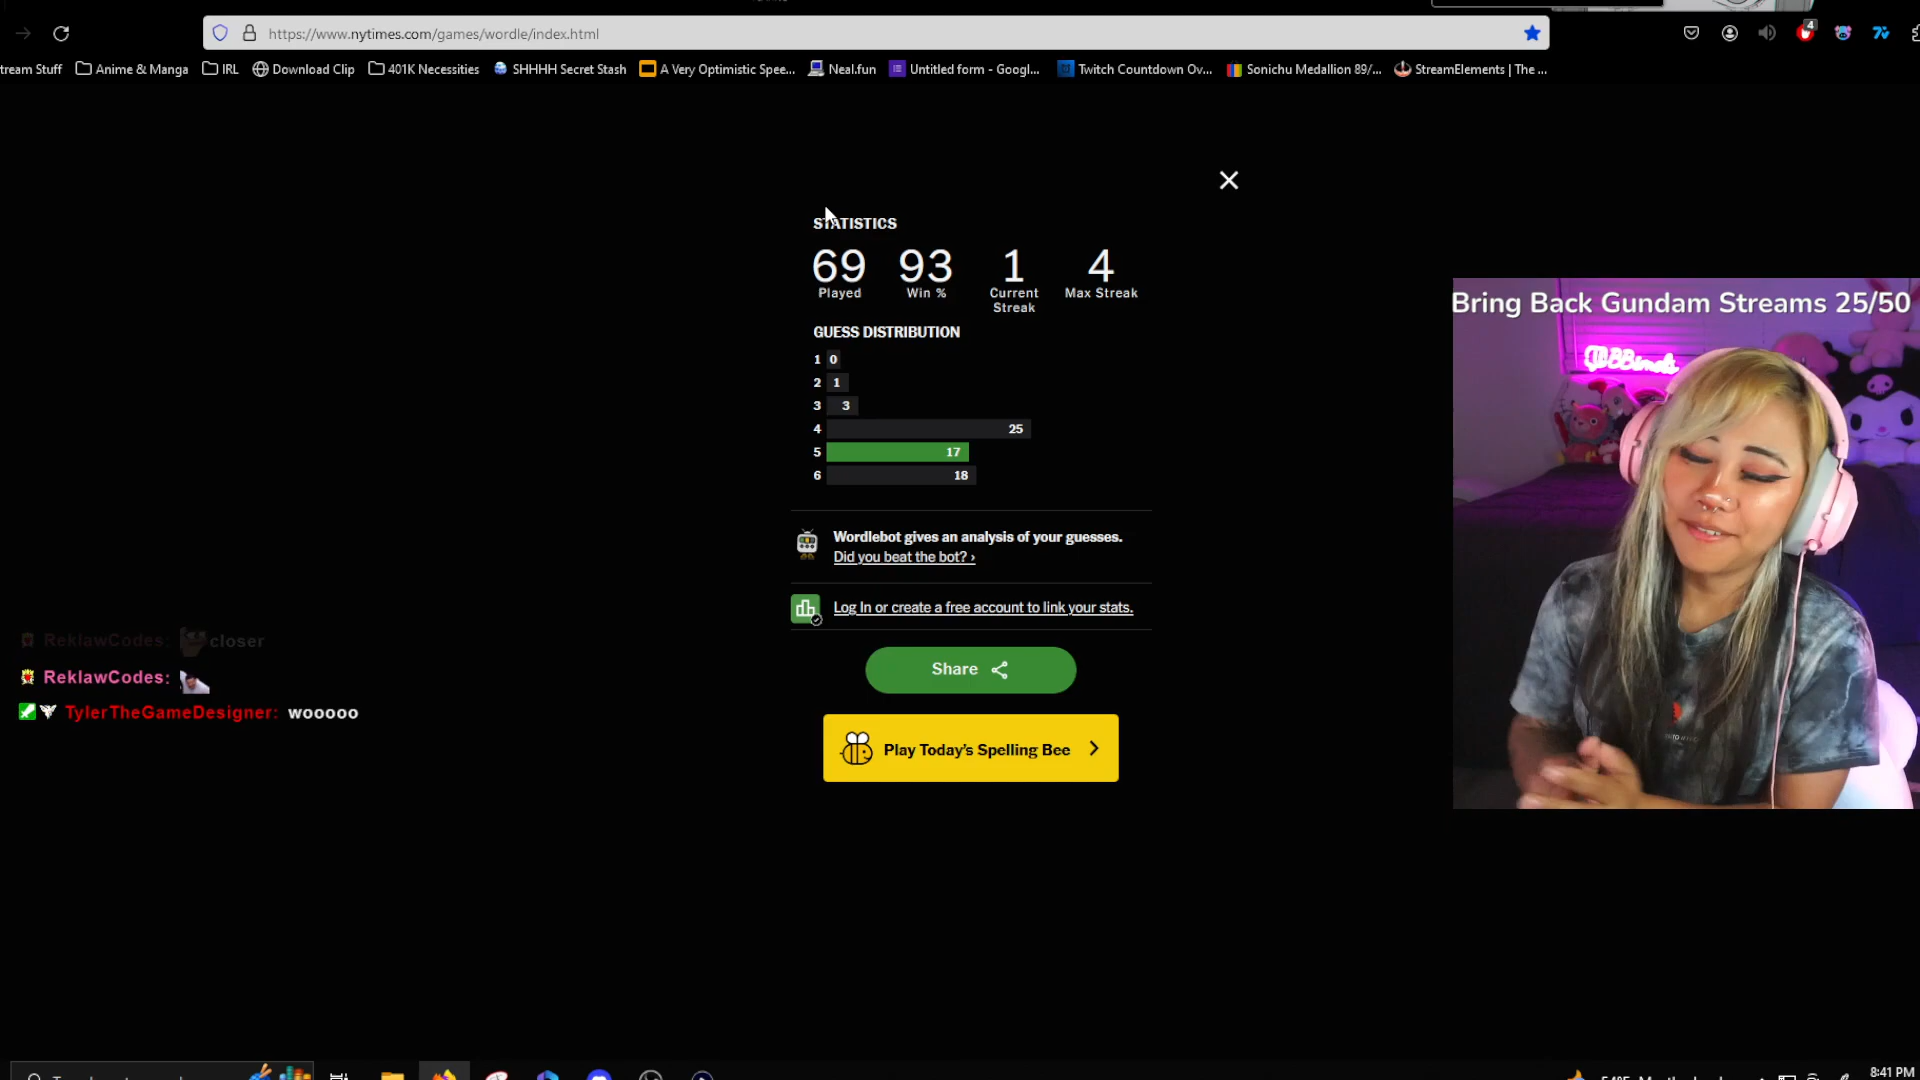 https://www.nytimes.com/games/wordle/index.html
4
tream Stuff Anime & Manga IRL Download Clip 401K Necessities SHHHH Secret Stash A Very Optimistic Spee... Neal.fun Untitled form - Googl... Twitch Countdown Ov... Sonichu Medallion 89/... StreamElements | The ...
STATISTICS
69 93 1 4
Played Win % Current Streak Max Streak
GUESS DISTRIBUTION
1 0
2 1
3 3
4 25
5 17
6 18
Wordlebot gives an analysis of your guesses.
Did you beat the bot? ›
Log In or create a free account to link your stats.
Share
Play Today's Spelling Bee
Bring Back Gundam Streams 25/50
ReklawCodes: closer
ReklawCodes:
TylerTheGameDesigner: wooooo
8:41 PM